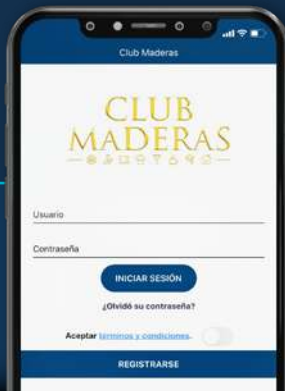 Club Maderas
CLUB
MADERAS
Usuario
Contraseña
INICIAR SESIÓN
¿Olvidó su contraseña?
Aceptar términos y condiciones.
REGISTRARSE